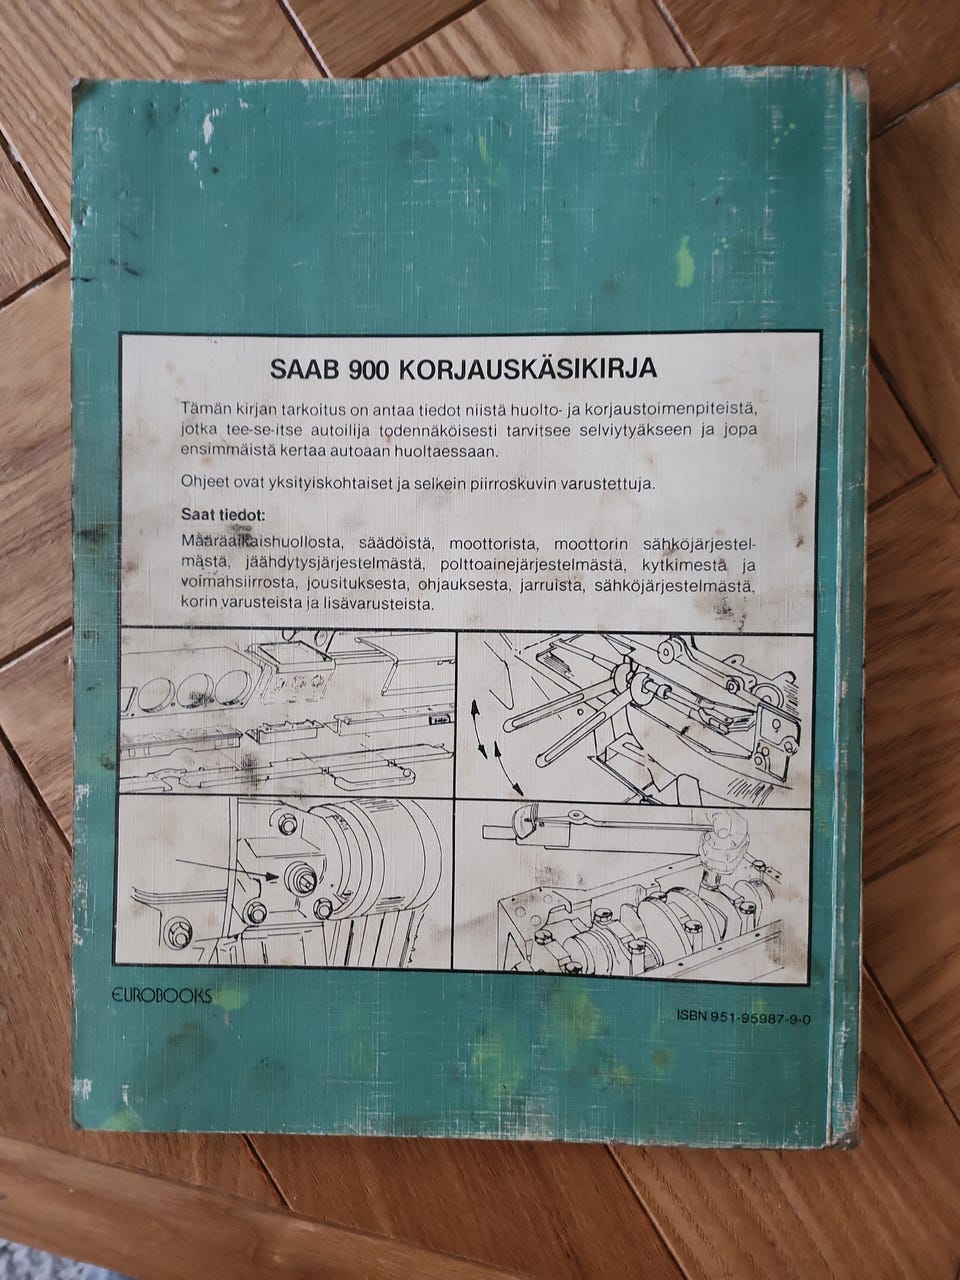 SAAB 900 KORJAUSKÄSIKIRJA
Tämän kirjan tarkoitus on antaa tiedot niistä huolto- ja korjaustoimenpiteistä,
jotka tee-se-itse autoilija todennäköisesti tarvitsee selviytyäkseen ja jopa
ensimmäistä kertaa autoaan huoltaessaan.
Ohjeet ovat yksityiskohtaiset ja selkein piirroskuvin varustettuja.
Saat tiedot:
Määräaikaishuollosta, säädöistä, moottorista, moottorin sähköjärjestel-
mästä, jäähdytysjärjestelmästä, polttoainejärjestelmästä, kytkimestä ja
voimahsiirrosta, jousituksesta, ohjauksesta, jarruista, sähköjärjestelmästä,
korin varusteista ja lisävarusteista.
EUROBOOKS
ISBN 951-95987-9-0